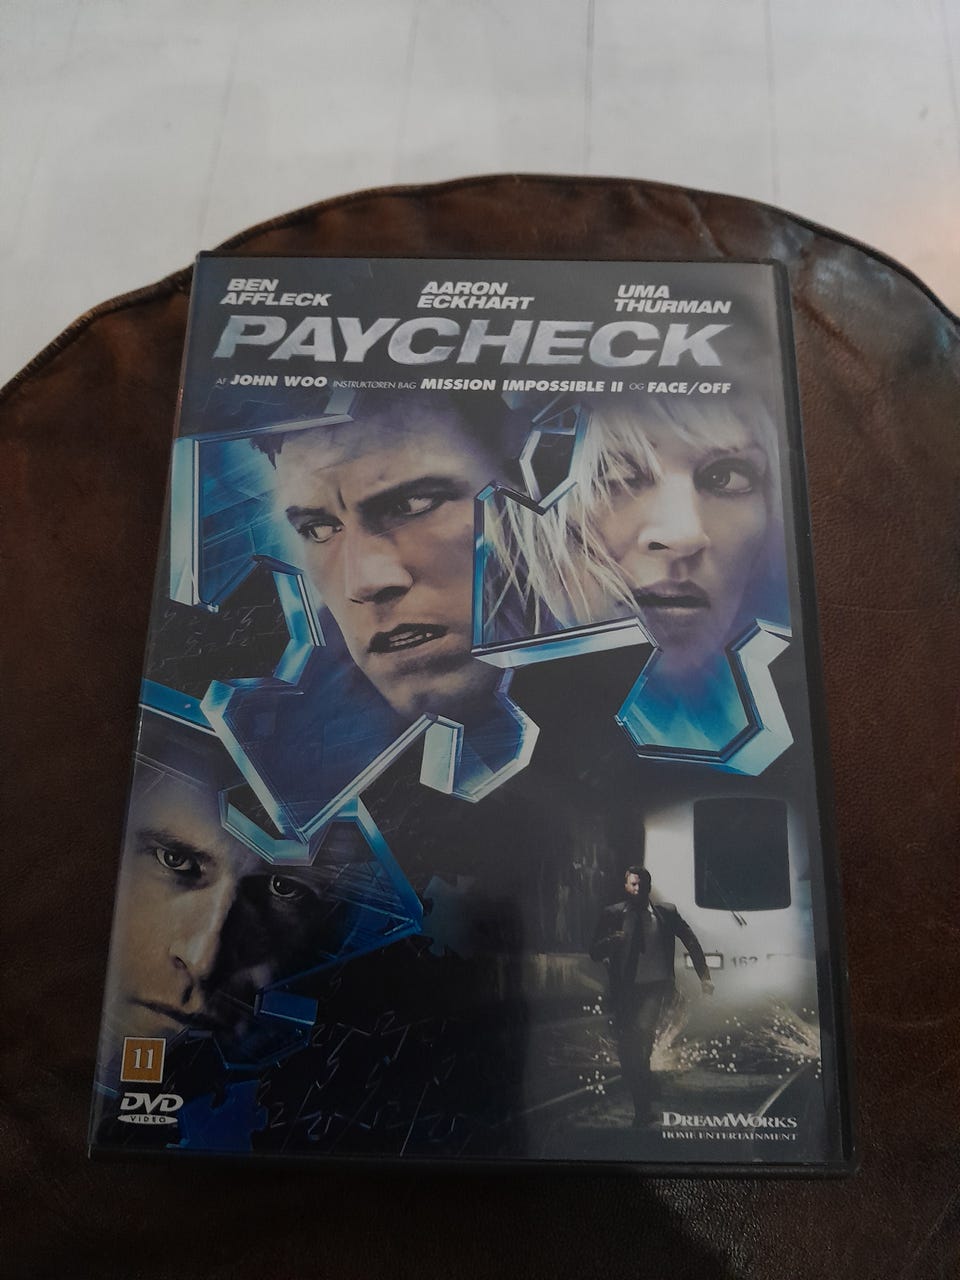 BEN AFFLECK
AARON ECKHART
UMA THURMAN
PAYCHECK
AF JOHN WOO INSTRUKTØREN BAG MISSION IMPOSSIBLE II OG FACE/OFF
162
11
DVD
VIDEO
DREAMWORKS
HOME ENTERTAINMENT